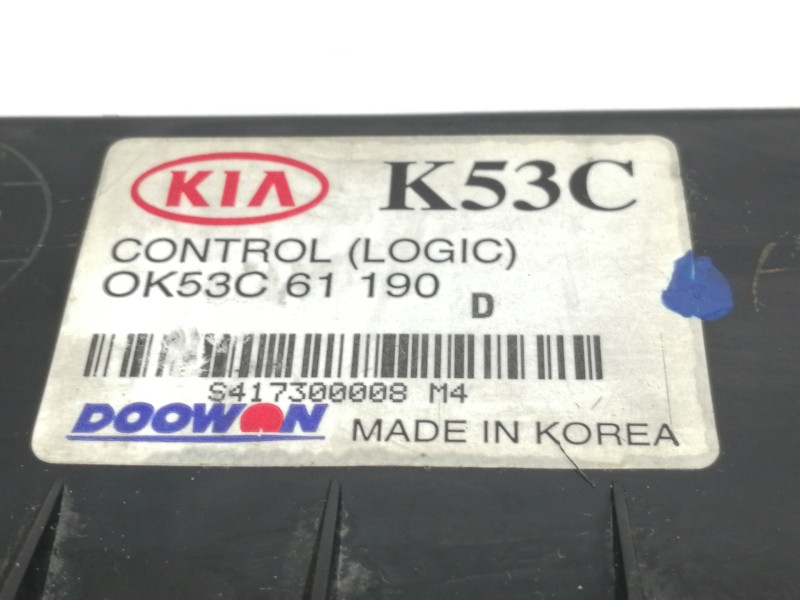 KIA K53C
CONTROL (LOGIC)
OK53C 61 190 D
S417300008 M4
DOOWON MADE IN KOREA